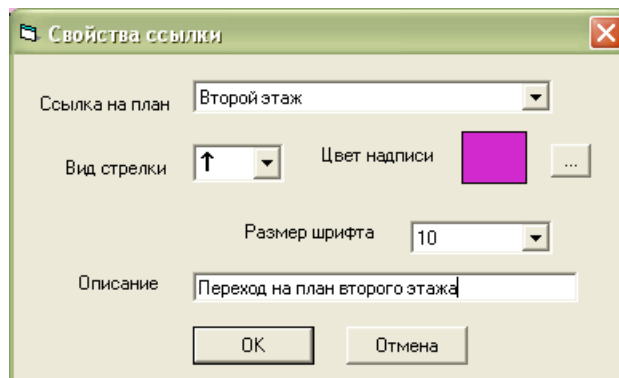 Свойства ссылки
Ссылка на план Второй этаж
Вид стрелки ↑ Цвет надписи ...
Размер шрифта 10
Описание Переход на план второго этажа
OK Отмена